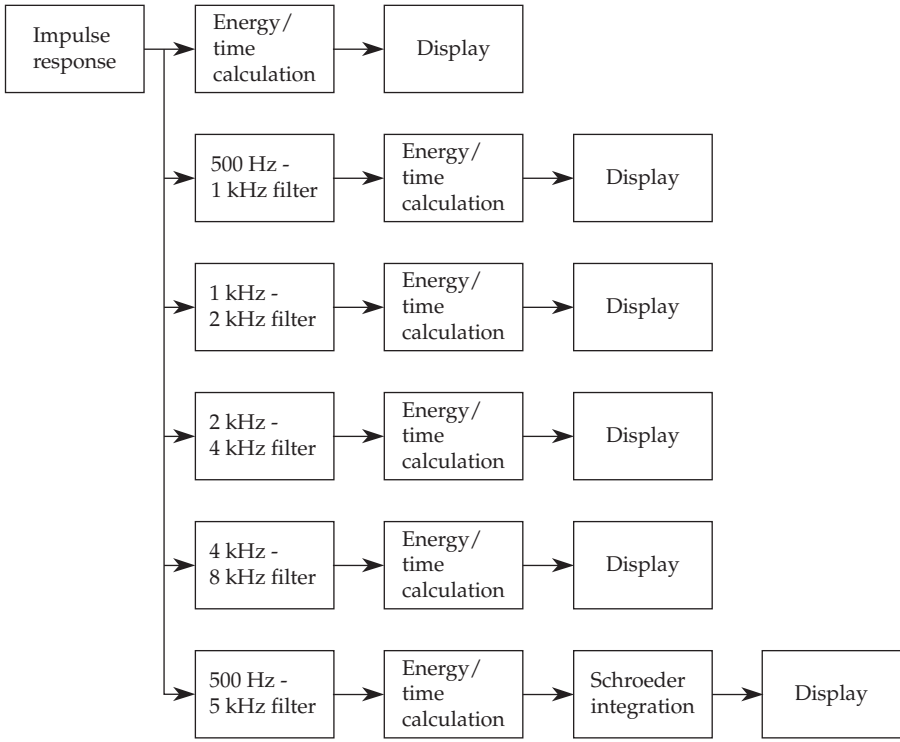 Impulse
response
Energy/
time
calculation
Display
500 Hz -
1 kHz filter
Energy/
time
calculation
Display
1 kHz -
2 kHz filter
Energy/
time
calculation
Display
2 kHz -
4 kHz filter
Energy/
time
calculation
Display
4 kHz -
8 kHz filter
Energy/
time
calculation
Display
500 Hz -
5 kHz filter
Energy/
time
calculation
Schroeder
integration
Display